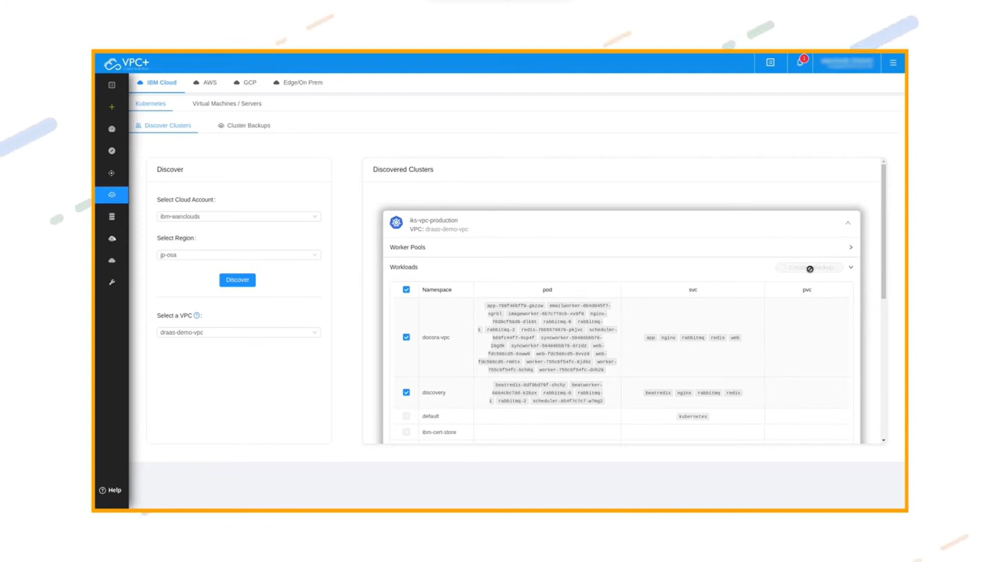 VPC+
1
IBM Cloud
AWS
GCP
Edge/On Prem
Kubernetes
Virtual Machines / Servers
Discover Clusters
Cluster Backups
Discover
Select Cloud Account:
ibm-wanclouds
Select Region:
jp-osa
Discover
Select a VPC ? :
draas-demo-vpc
Discovered Clusters
iks-vpc-production
VPC: draas-demo-vpc
Worker Pools
Workloads
Namespace pod svc pvc
doosra-vpc
app-798f46bff9-gkzzw emailworker-6b4d945f7-
xgrbl imageworker-6b7c778cb-xv9f9 nginx-
76d9cf58d9-dlk6t rabbitmq-0 rabbitmq-
1 rabbitmq-2 redis-76b5579679-pkjvc scheduler-
b69fc44f7-9sp4f syncworker-59486bbb76-
28gdk syncworker-59486bbb76-6rzdz web-
fdc586cd5-6xww9 web-fdc586cd5-8vvz8 web-
fdc586cd5-rm6tx worker-755c6f54fc-8jd9z worker-
755c6f54fc-bch8q worker-755c6f54fc-dnh29
app nginx rabbitmq redis web
discovery
beatredis-8df9bd79f-shchz beatworker-
6884cbc79d-k2bzx rabbitmq-0 rabbitmq-
1 rabbitmq-2 scheduler-854f7c7c7-w7mg2
beatredis nginx rabbitmq redis
default
kubernetes
ibm-cert-store
Help